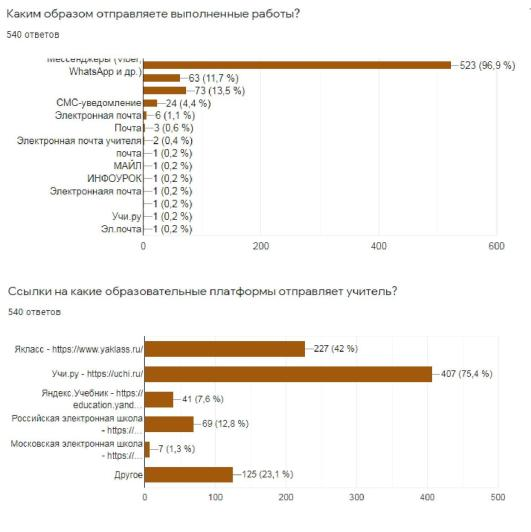 Каким образом отправляете выполненные работы?
540 ответов
Мессенджеры (Viber,
WhatsApp и др.)
523 (96,9 %)
63 (11,7 %)
73 (13,5 %)
СМС-уведомление
24 (4,4 %)
Электронная почта
6 (1,1 %)
Почта
3 (0,6 %)
Электронная почта учителя
2 (0,4 %)
почта
1 (0,2 %)
МАЙЛ
1 (0,2 %)
ИНФОУРОК
1 (0,2 %)
Электроннаяя почта
1 (0,2 %)
1 (0,2 %)
Учи.ру
1 (0,2 %)
Эл.почта
1 (0,2 %)
0 200 400 600
Ссылки на какие образовательные платформы отправляет учитель?
540 ответов
Якласс - https://www.yaklass.ru/
227 (42 %)
Учи.ру - https://uchi.ru/
407 (75,4 %)
Яндекс.Учебник - https://
education.yand...
41 (7,6 %)
Российская электронная школа
- https://...
69 (12,8 %)
Московская электронная школа
- https://...
7 (1,3 %)
Другое
125 (23,1 %)
0 100 200 300 400 500